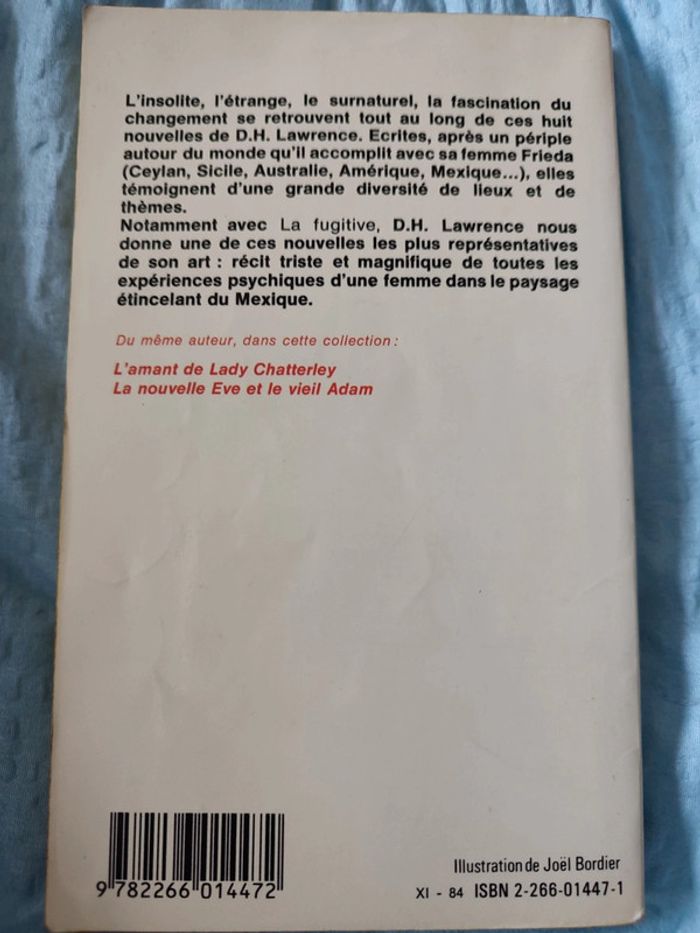 L'insolite, l'étrange, le surnaturel, la fascination du
changement se retrouvent tout au long de ces huit
nouvelles de D.H. Lawrence. Ecrites, après un périple
autour du monde qu'il accomplit avec sa femme Frieda
(Ceylan, Sicile, Australie, Amérique, Mexique...), elles
témoignent d'une grande diversité de lieux et de
thèmes.
Notamment avec La fugitive, D.H. Lawrence nous
donne une de ces nouvelles les plus représentatives
de son art : récit triste et magnifique de toutes les
expériences psychiques d'une femme dans le paysage
étincelant du Mexique.
Du même auteur, dans cette collection :
L'amant de Lady Chatterley
La nouvelle Eve et le vieil Adam
Illustration de Joël Bordier
9 782266 014472
XI - 84 ISBN 2-266-01447-1